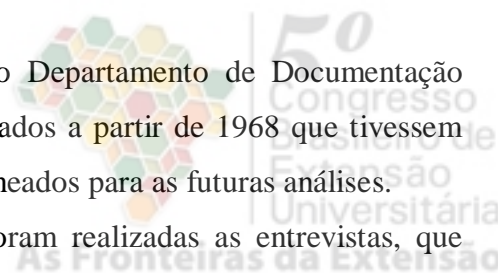 5º
o Departamento de Documentação
Congresso
ados a partir de 1968 que tivessem
Brasileiro de
neados para as futuras análises.
Extensão
Universitária
oram realizadas as entrevistas, que
As Fronteiras da Extensão